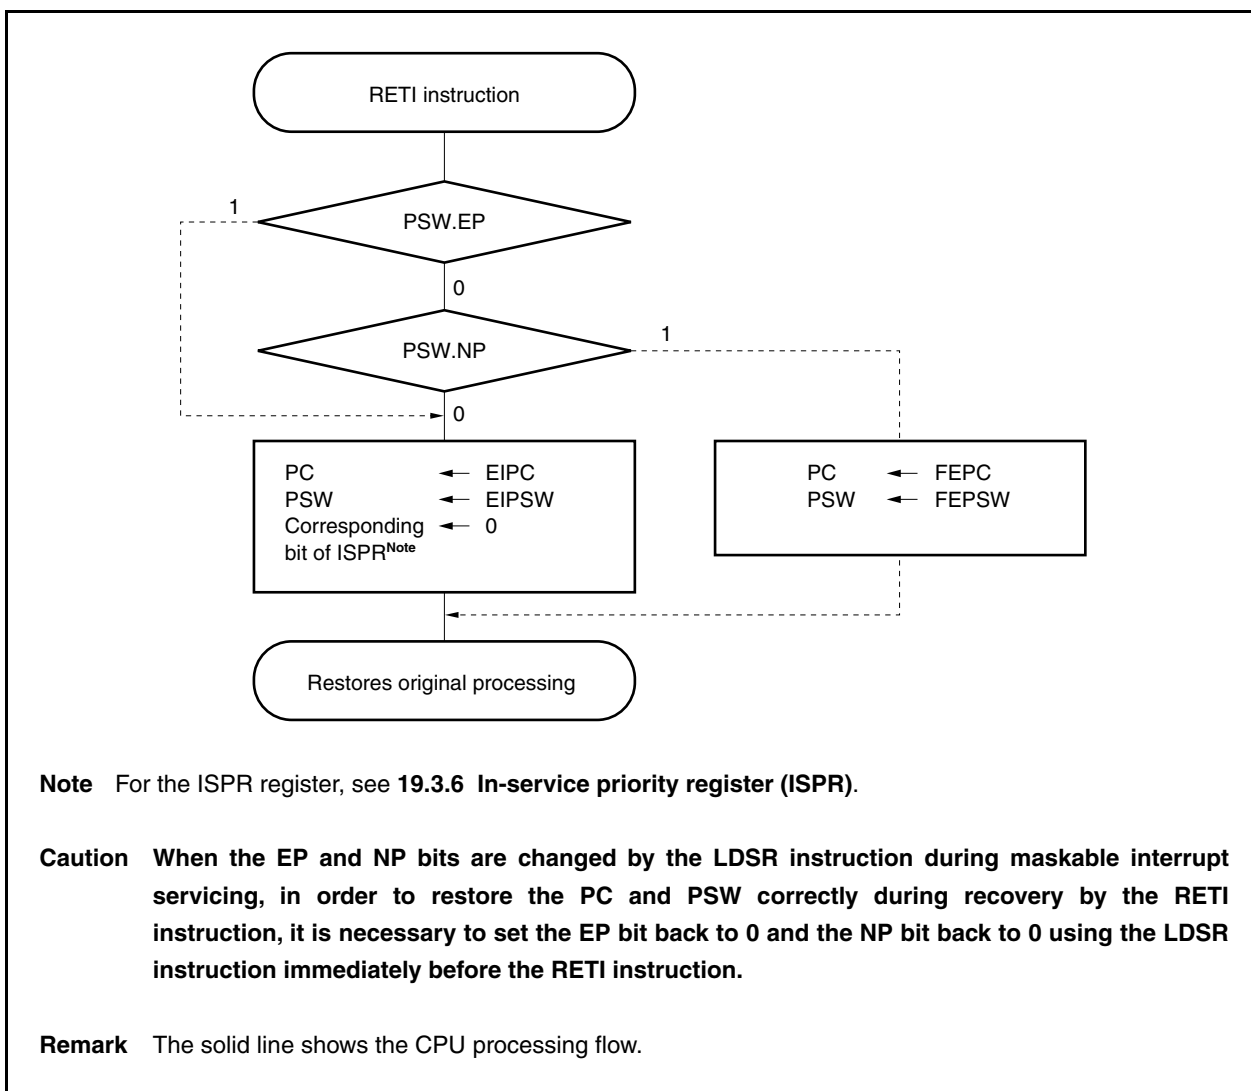 RETI instruction
1
PSW.EP
0
1
PSW.NP
0
PC ← EIPC
PSW ← EIPSW
Corresponding ← 0
bit of ISPRNote
PC ← FEPC
PSW ← FEPSW
Restores original processing
Note For the ISPR register, see 19.3.6 In-service priority register (ISPR).
Caution When the EP and NP bits are changed by the LDSR instruction during maskable interrupt
servicing, in order to restore the PC and PSW correctly during recovery by the RETI
instruction, it is necessary to set the EP bit back to 0 and the NP bit back to 0 using the LDSR
instruction immediately before the RETI instruction.
Remark The solid line shows the CPU processing flow.